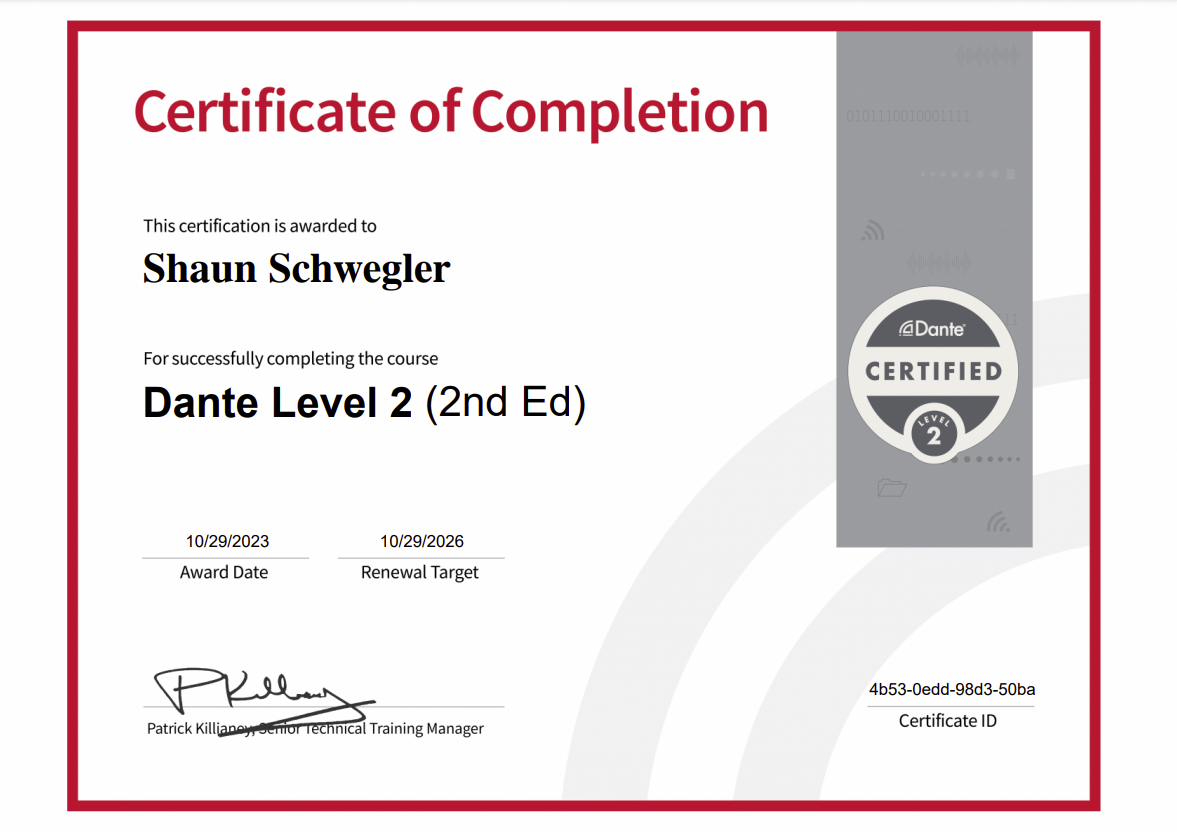 Certificate of Completion
0101110010001111
This certification is awarded to
Shaun Schwegler
For successfully completing the course
Dante Level 2 (2nd Ed)
Dante
CERTIFIED
LEVEL
2
10/29/2023
Award Date
10/29/2026
Renewal Target
PKillianey
Patrick Killianey, Senior Technical Training Manager
4b53-0edd-98d3-50ba
Certificate ID